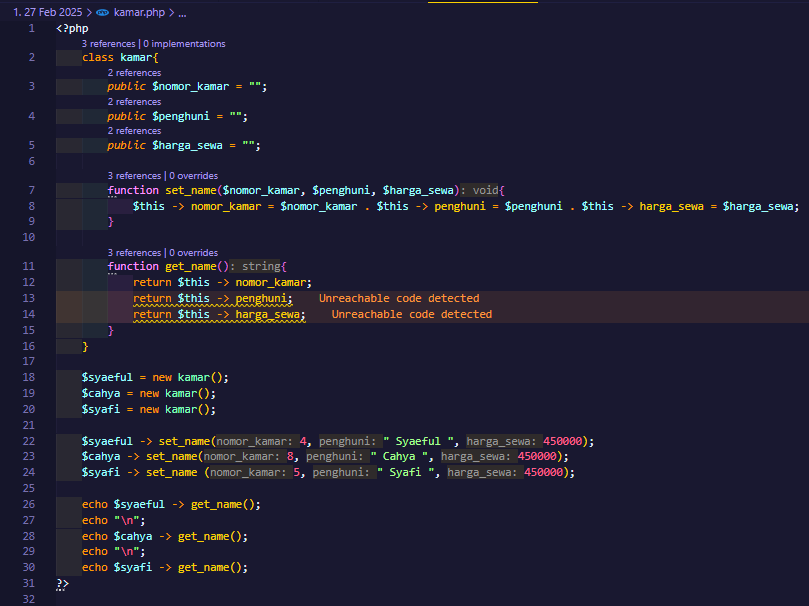 1. 27 Feb 2025 > kamar.php > ...
1 <?php
3 references | 0 implementations
2 class kamar{
2 references
3 public $nomor_kamar = "";
2 references
4 public $penghuni = "";
2 references
5 public $harga_sewa = "";
6
3 references | 0 overrides
7 function set_name($nomor_kamar, $penghuni, $harga_sewa): void{
8 $this -> nomor_kamar = $nomor_kamar . $this -> penghuni = $penghuni . $this -> harga_sewa = $harga_sewa;
9 }
10
3 references | 0 overrides
11 function get_name(): string{
12 return $this -> nomor_kamar;
13 return $this -> penghuni; Unreachable code detected
14 return $this -> harga_sewa; Unreachable code detected
15 }
16 }
17
18 $syaeful = new kamar();
19 $cahya = new kamar();
20 $syafi = new kamar();
21
22 $syaeful -> set_name(nomor_kamar: 4, penghuni: " Syaeful ", harga_sewa: 450000);
23 $cahya -> set_name(nomor_kamar: 8, penghuni: " Cahya ", harga_sewa: 450000);
24 $syafi -> set_name (nomor_kamar: 5, penghuni: " Syafi ", harga_sewa: 450000);
25
26 echo $syaeful -> get_name();
27 echo "\n";
28 echo $cahya -> get_name();
29 echo "\n";
30 echo $syafi -> get_name();
31 ?>
32